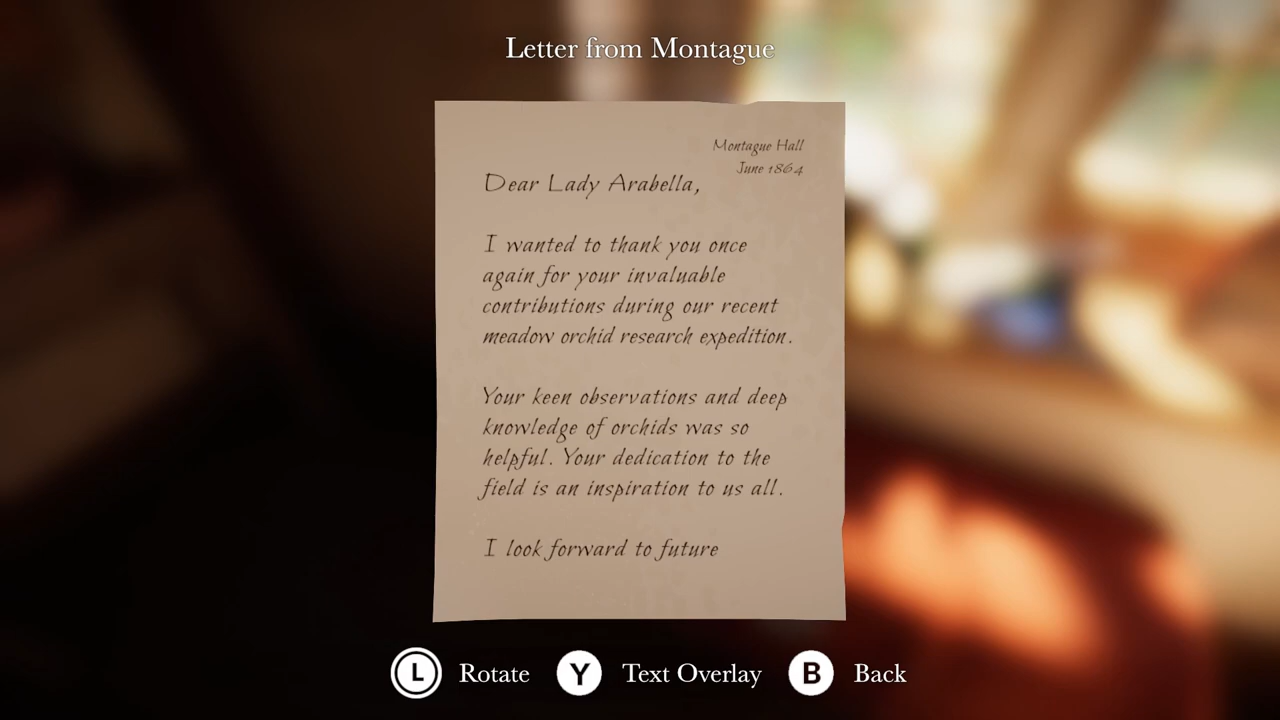 Letter from Montague
Montague Hall
June 1864
Dear Lady Arabella,
I wanted to thank you once
again for your invaluable
contributions during our recent
meadow orchid research expedition.
Your keen observations and deep
knowledge of orchids was so
helpful. Your dedication to the
field is an inspiration to us all.
I look forward to future
L Rotate Y Text Overlay B Back